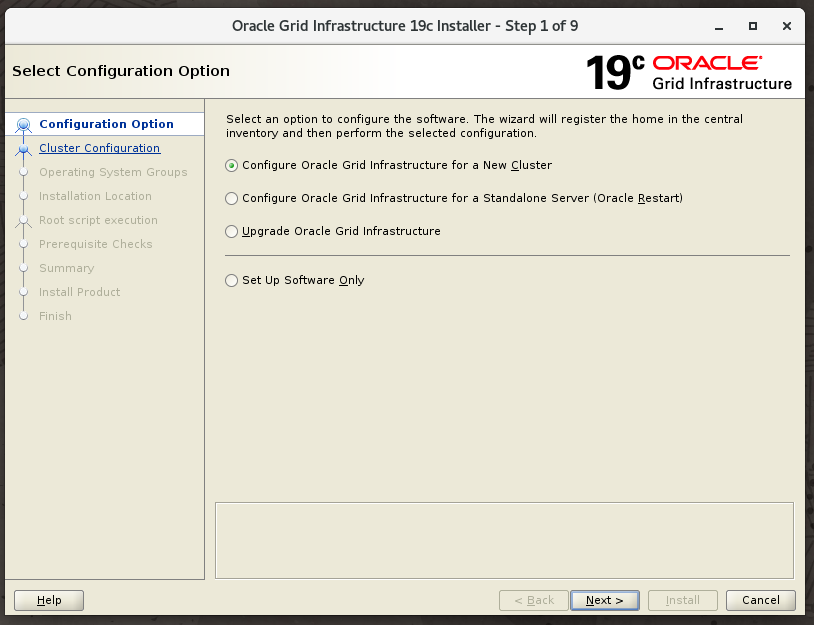 Oracle Grid Infrastructure 19c Installer - Step 1 of 9
Select Configuration Option
19c ORACLE
Grid Infrastructure
Configuration Option
Cluster Configuration
Operating System Groups
Installation Location
Root script execution
Prerequisite Checks
Summary
Install Product
Finish
Select an option to configure the software. The wizard will register the home in the central
inventory and then perform the selected configuration.
Configure Oracle Grid Infrastructure for a New Cluster
Configure Oracle Grid Infrastructure for a Standalone Server (Oracle Restart)
Upgrade Oracle Grid Infrastructure
Set Up Software Only
Help
< Back
Next >
Install
Cancel